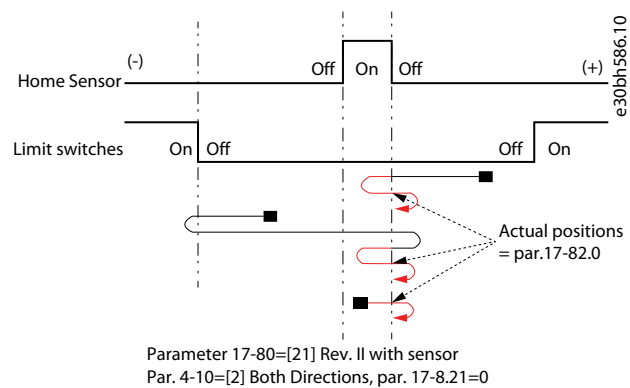 (-)
Off
On
Off
(+)
e30bh586.10
Home Sensor
Limit switches
On
Off
Off
On
Actual positions
= par.17-82.0
Parameter 17-80=[21] Rev. II with sensor
Par. 4-10=[2] Both Directions, par. 17-8.21=0